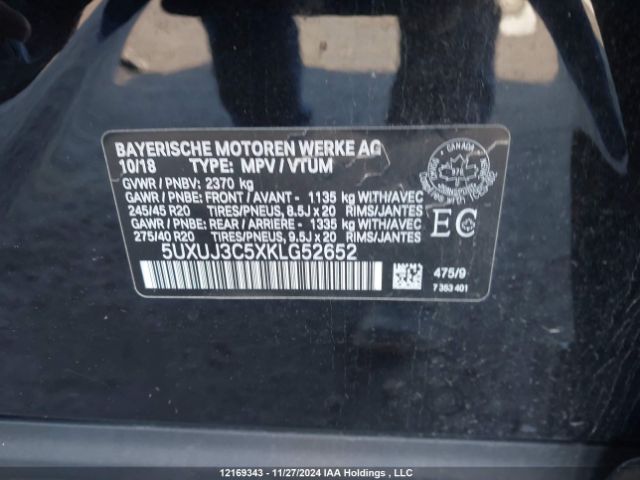 BAYERISCHE MOTOREN WERKE AG
10/18 TYPE: MPV / VTUM
GVWR / PNBV: 2370 kg
GAWR / PNBE: FRONT / AVANT - 1135 kg WITH/AVEC
245/45 R20 TIRES/PNEUS, 8.5J x 20 RIMS/JANTES
GAWR / PNBE: REAR / ARRIERE - 1335 kg WITH/AVEC
275/40 R20 TIRES/PNEUS, 9.5J x 20 RIMS/JANTES
5UXUJ3C5XKLG52652
CANADA
EC
475/9
7 363 401
12169343 - 11/27/2024 IAA Holdings , LLC